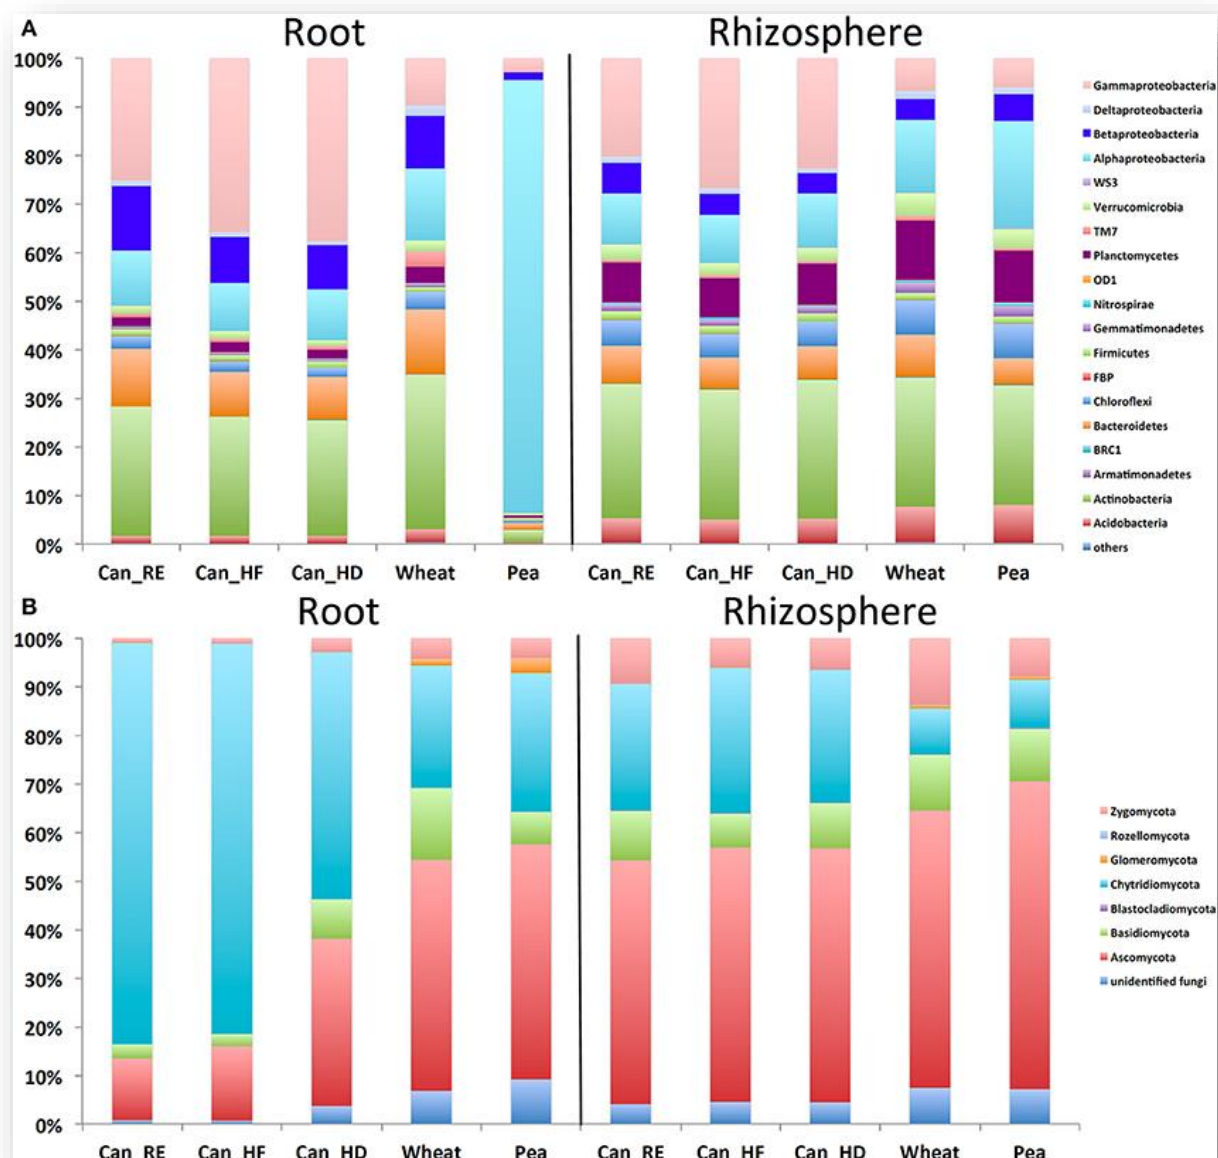 A
Root Rhizosphere
100%
90%
80%
70%
60%
50%
40%
30%
20%
10%
0%
Can_RE Can_HF Can_HD Wheat Pea Can_RE Can_HF Can_HD Wheat Pea
Gammaproteobacteria
Deltaproteobacteria
Betaproteobacteria
Alphaproteobacteria
WS3
Verrucomicrobia
TM7
Planctomycetes
OD1
Nitrospirae
Gemmatimonadetes
Firmicutes
FBP
Chloroflexi
Bacteroidetes
BRC1
Armatimonadetes
Actinobacteria
Acidobacteria
others
B
Root Rhizosphere
100%
90%
80%
70%
60%
50%
40%
30%
20%
10%
0%
Can_RE Can_HF Can_HD Wheat Pea Can_RE Can_HF Can_HD Wheat Pea
Zygomycota
Rozellomycota
Glomeromycota
Chytridiomycota
Blastocladiomycota
Basidiomycota
Ascomycota
unidentified fungi